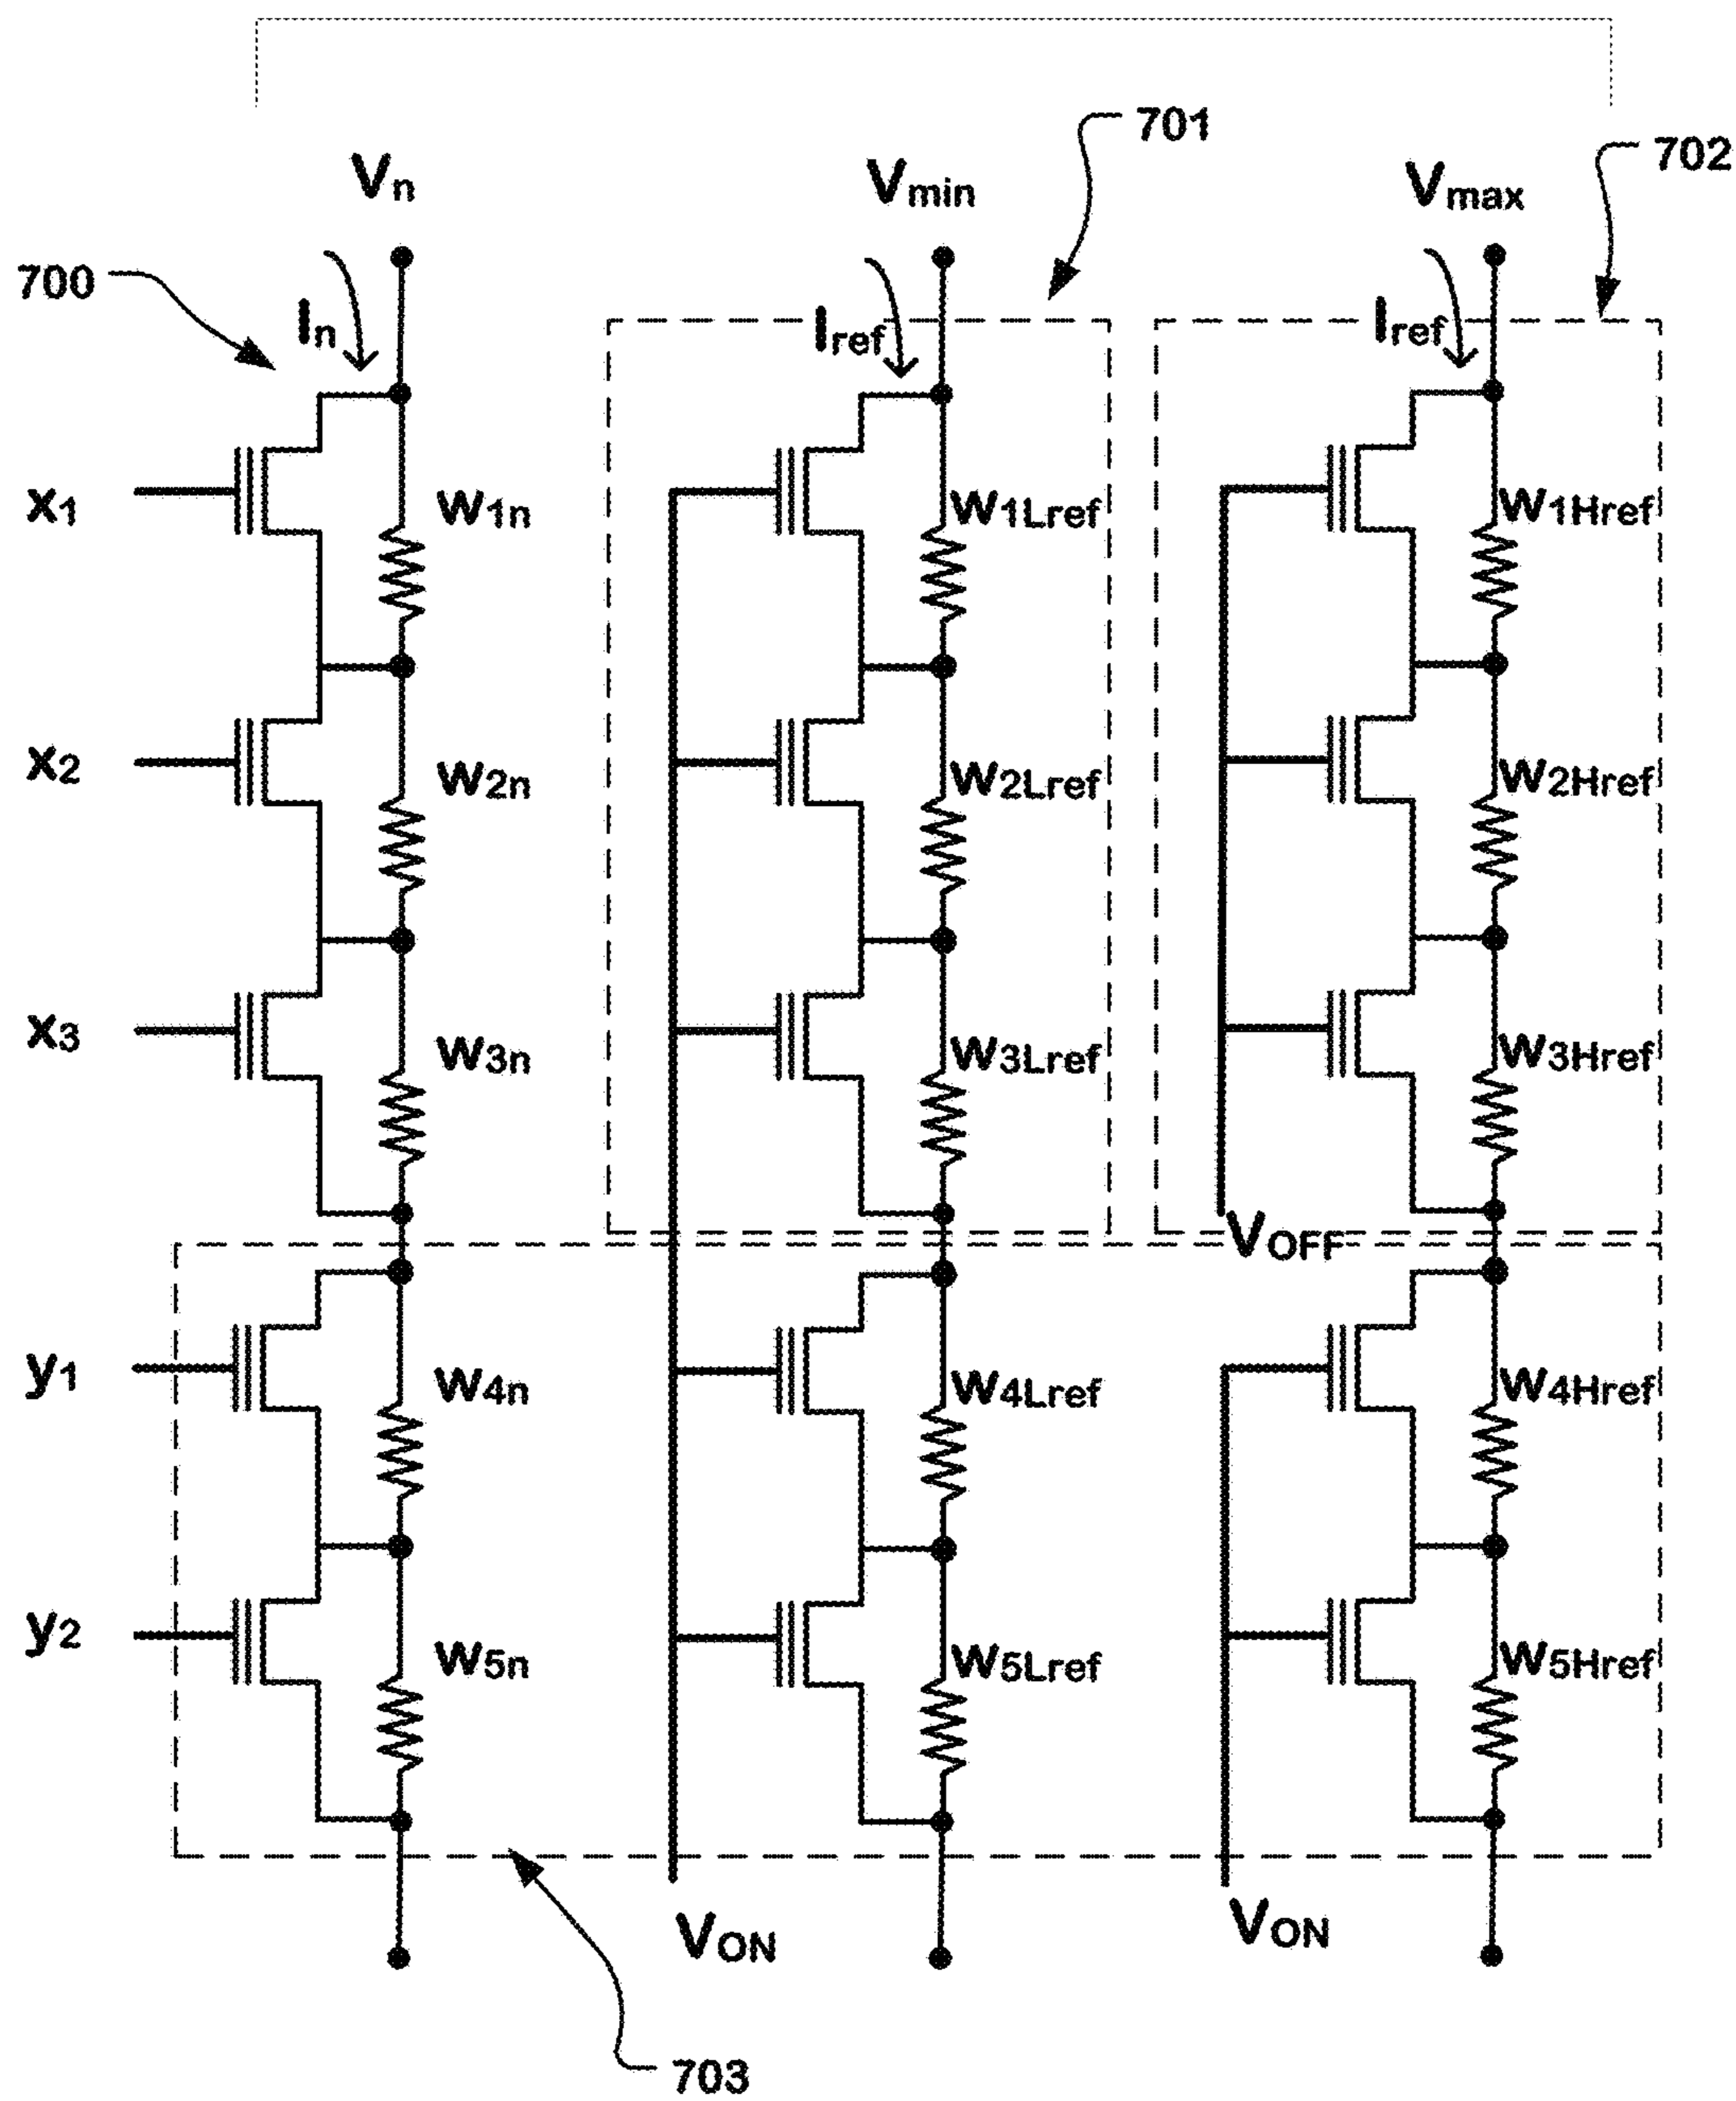 701
702
Vn
Vmin
Vmax
700
In
Iref
Iref
x1
W1n
W1Lref
W1Href
x2
W2n
W2Lref
W2Href
x3
W3n
W3Lref
W3Href
VOFF
y1
W4n
W4Lref
W4Href
y2
W5n
W5Lref
W5Href
VON
VON
703